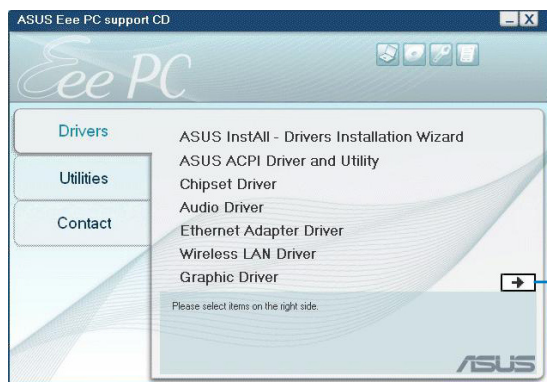 ASUS Eee PC support CD
Eee PC
Drivers
Utilities
Contact
ASUS InstAll - Drivers Installation Wizard
ASUS ACPI Driver and Utility
Chipset Driver
Audio Driver
Ethernet Adapter Driver
Wireless LAN Driver
Graphic Driver
Please select items on the right side.
ASUS